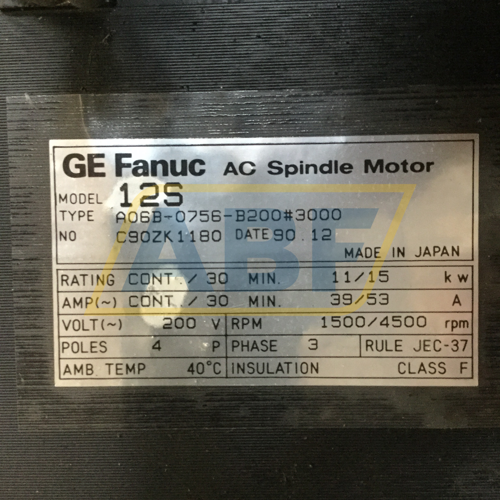 GE Fanuc AC Spindle Motor
MODEL 12S
TYPE A06B-0756-B200#3000
NO C90ZK1180 DATE 90.12
MADE IN JAPAN
RATING CONT. / 30 MIN. 11/15 kw
AMP(~) CONT. / 30 MIN. 39/53 A
VOLT(~) 200 V RPM 1500/4500 rpm
POLES 4 P PHASE 3 RULE JEC-37
AMB. TEMP 40°C INSULATION CLASS F
ABF